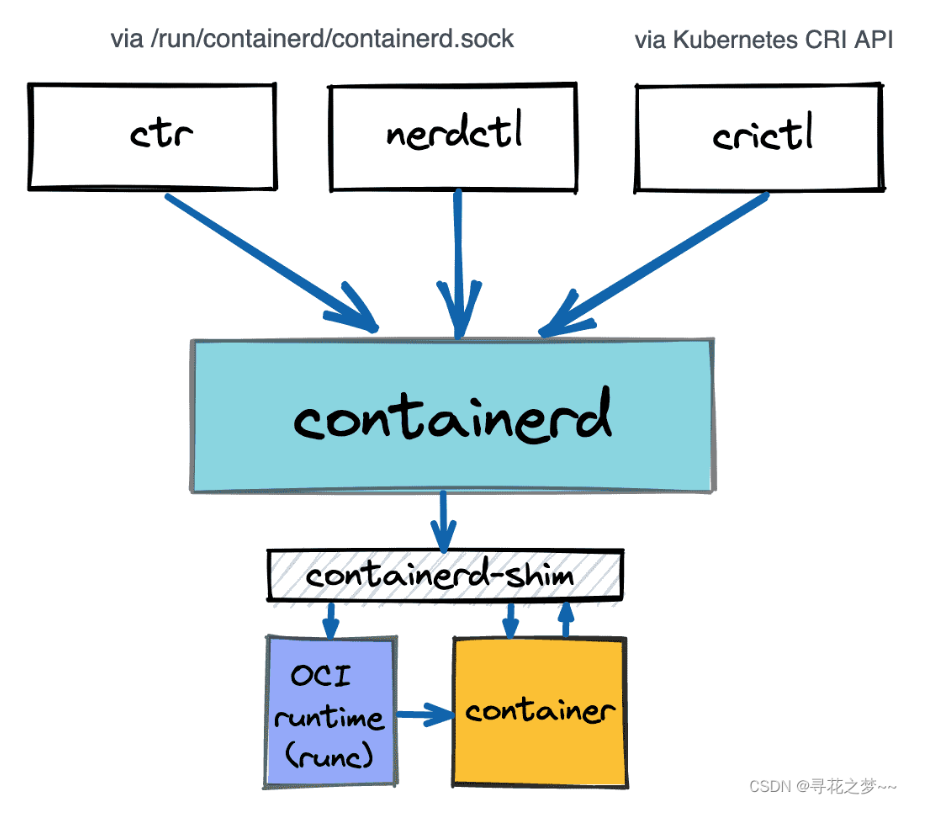 via /run/containerd/containerd.sock
via Kubernetes CRI API
ctr
nerdctl
crictl
containerd
containerd-shim
OCI
runtime
(runc)
container
CSDN @寻花之梦~~